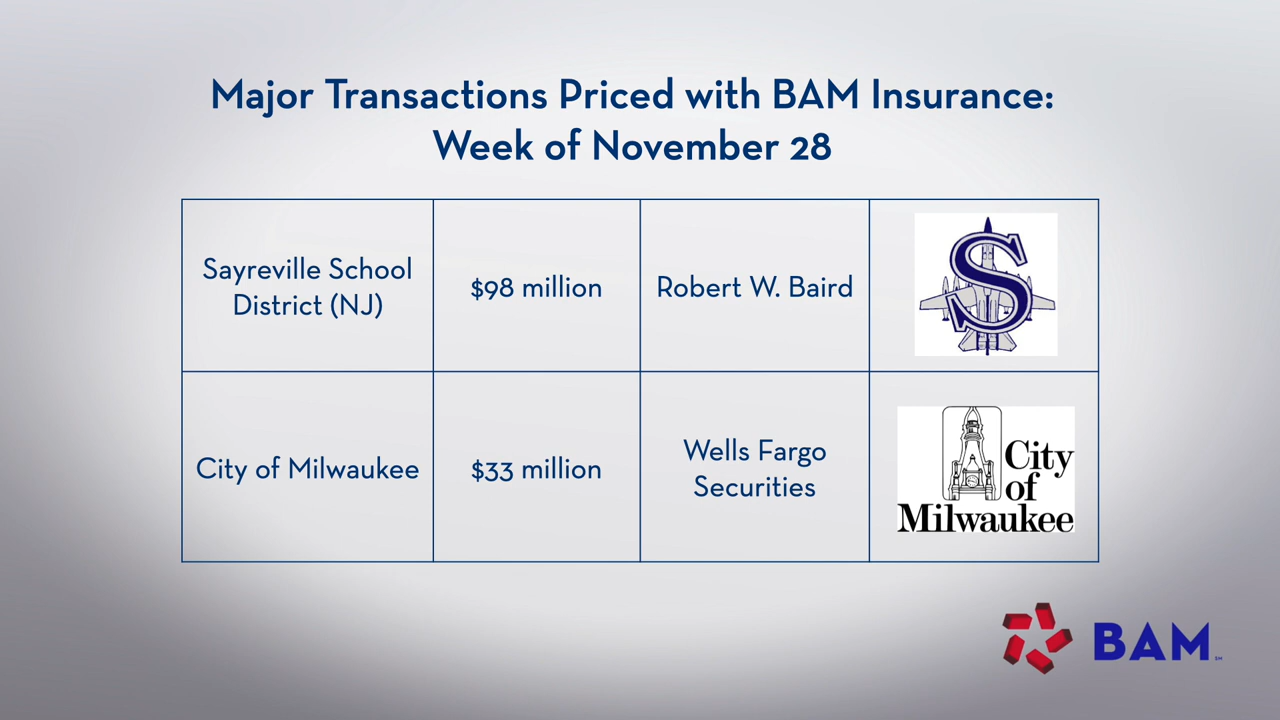 Major Transactions Priced with BAM Insurance:
Week of November 28
Sayreville School
District (NJ)
$98 million
Robert W. Baird
S
City of Milwaukee
$33 million
Wells Fargo
Securities
City
of
Milwaukee
BAM SM